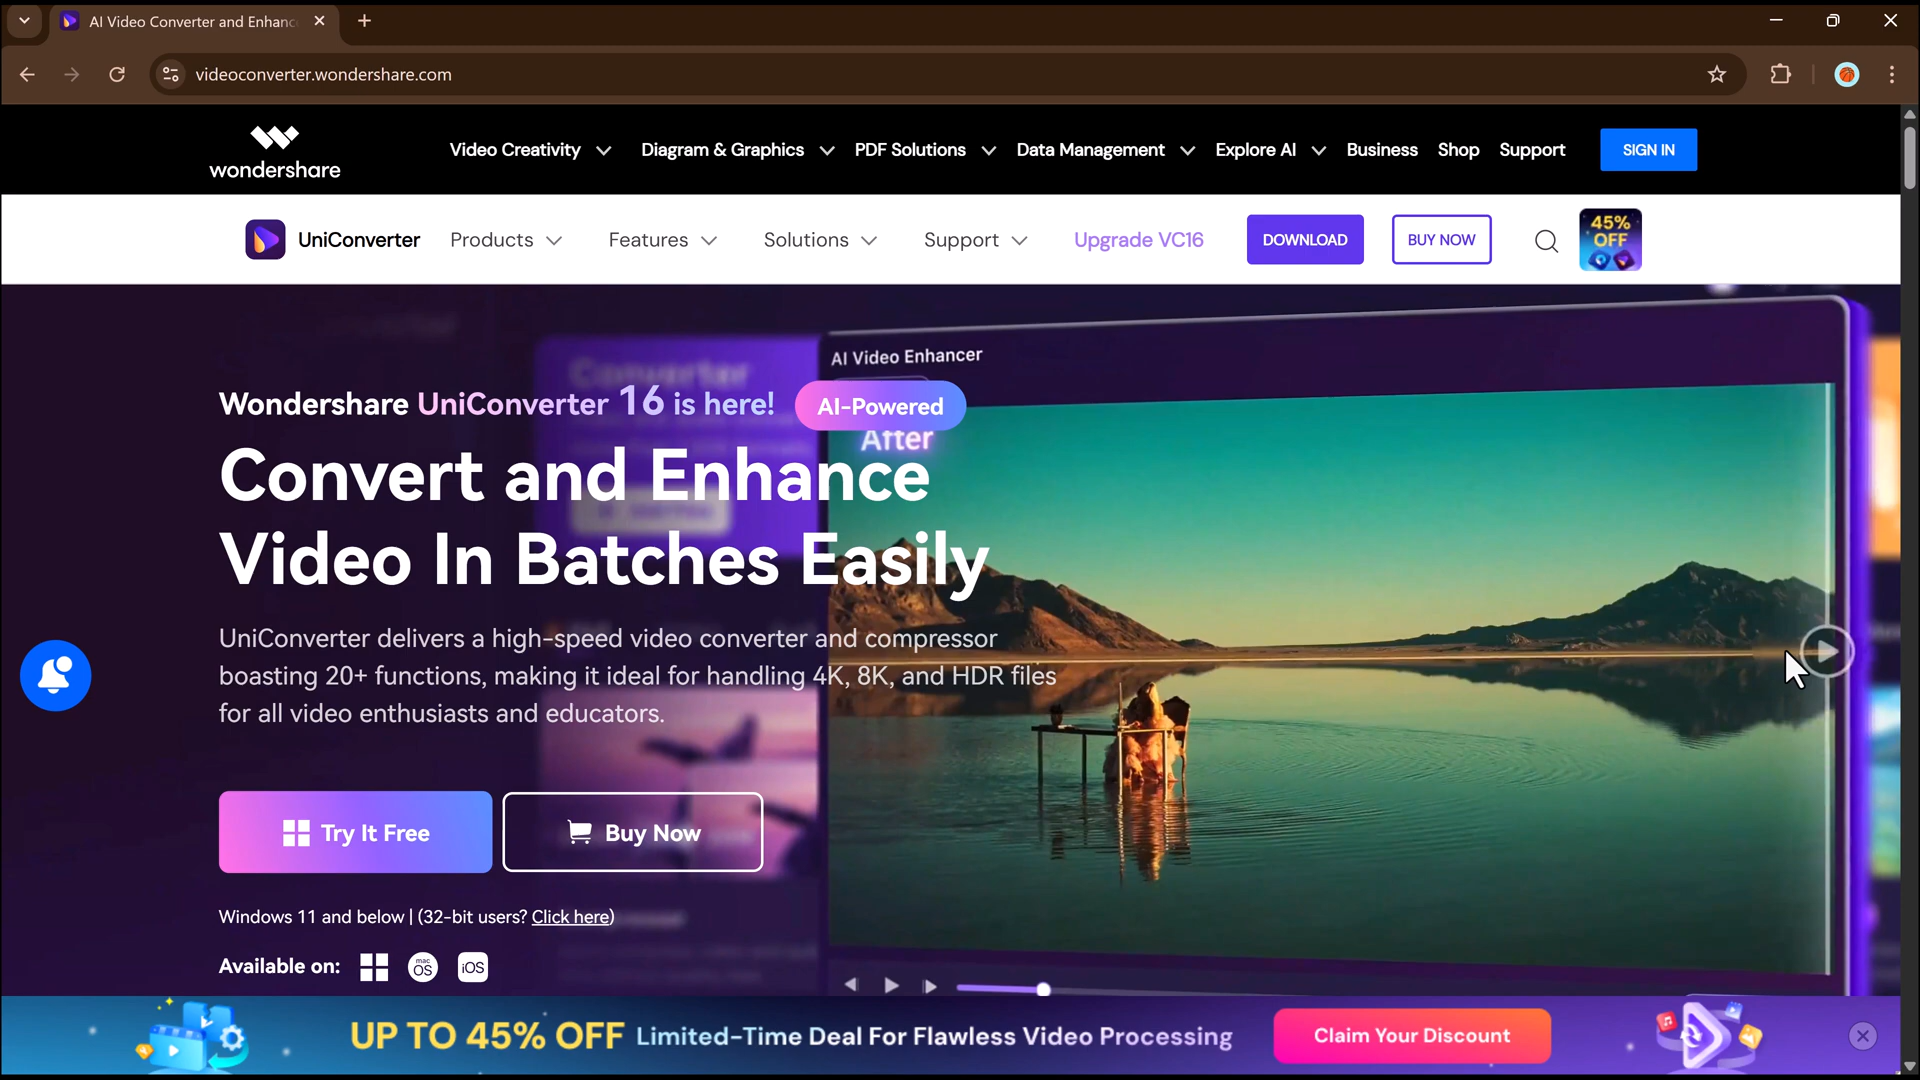 AI Video Converter and Enhanc
videoconverter.wondershare.com
wondershare
Video Creativity
Diagram & Graphics
PDF Solutions
Data Management
Explore AI
Business
Shop
Support
SIGN IN
UniConverter
Products
Features
Solutions
Support
Upgrade VC16
DOWNLOAD
BUY NOW
45%
OFF
AI Video Enhancer
Converter
Wondershare UniConverter 16 is here!
AI-Powered
After
Convert and Enhance
Video In Batches Easily
UniConverter delivers a high-speed video converter and compressor
boasting 20+ functions, making it ideal for handling 4K, 8K, and HDR files
for all video enthusiasts and educators.
Try It Free
Buy Now
Windows 11 and below | (32-bit users? Click here)
Available on:
mac
OS
iOS
UP TO 45% OFF Limited-Time Deal For Flawless Video Processing
Claim Your Discount